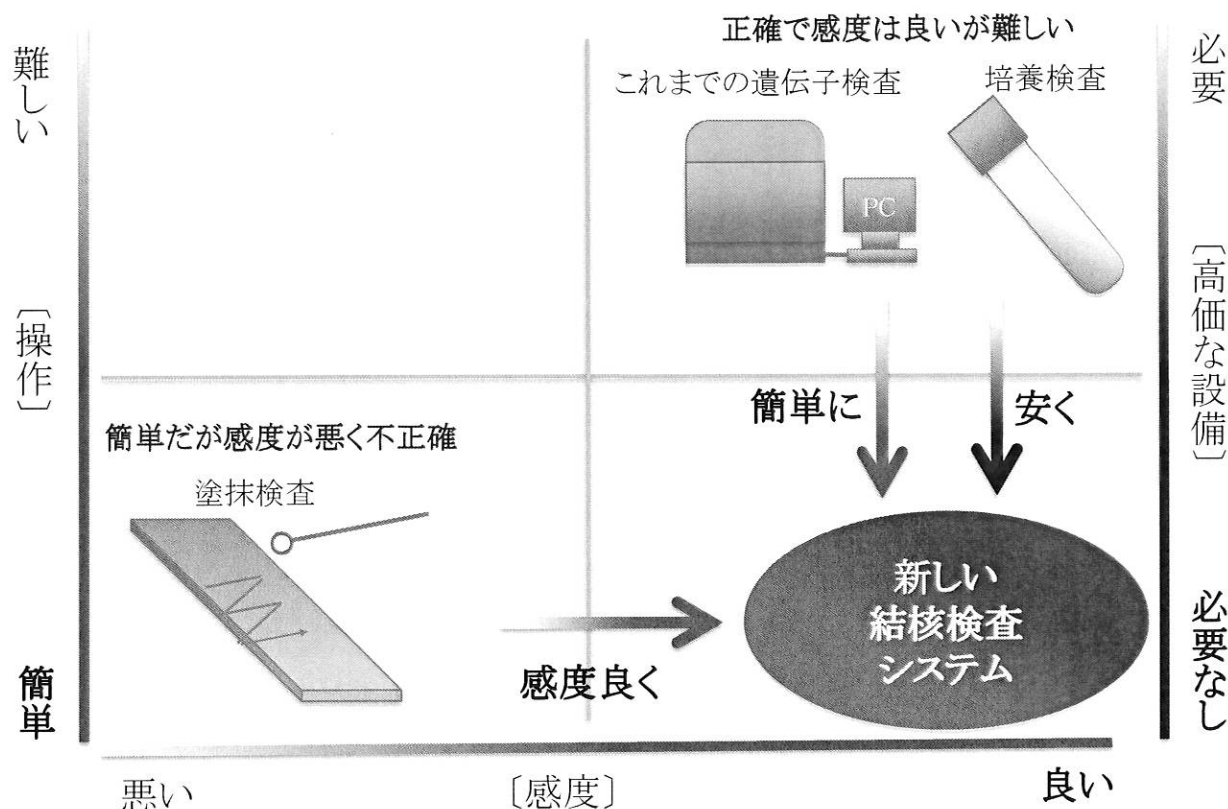 難しい
〔操作〕
簡単
正確で感度は良いが難しい
これまでの遺伝子検査
培養検査
PC
簡単に
安く
簡単だが感度が悪く不正確
塗抹検査
感度良く
新しい
結核検査
システム
必要
〔高価な設備〕
必要なし
悪い
〔感度〕
良い